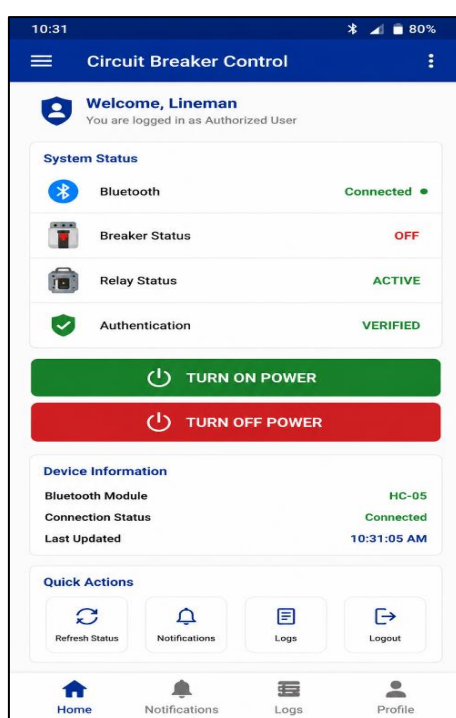 10:31 80%
Circuit Breaker Control
Welcome, Lineman
You are logged in as Authorized User
System Status
Bluetooth Connected
Breaker Status OFF
Relay Status ACTIVE
Authentication VERIFIED
TURN ON POWER
TURN OFF POWER
Device Information
Bluetooth Module HC-05
Connection Status Connected
Last Updated 10:31:05 AM
Quick Actions
Refresh Status Notifications Logs Logout
Home Notifications Logs Profile